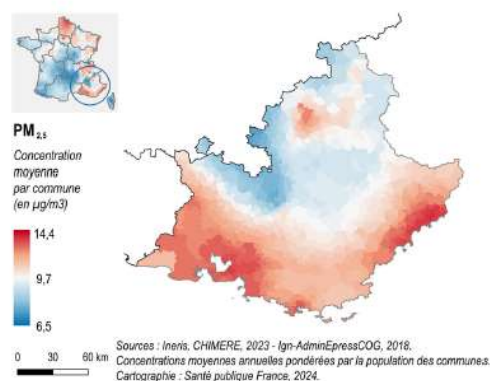 PM 2,5
Concentration
moyenne
par commune
(en µg/m3)
14,4
9,7
6,5
0 30 60 km
Sources : Ineris, CHIMERE, 2023 - Ign-AdminEpressCOG, 2018.
Concentrations moyennes annuelles pondérées par la population des communes.
Cartographie : Santé publique France, 2024.